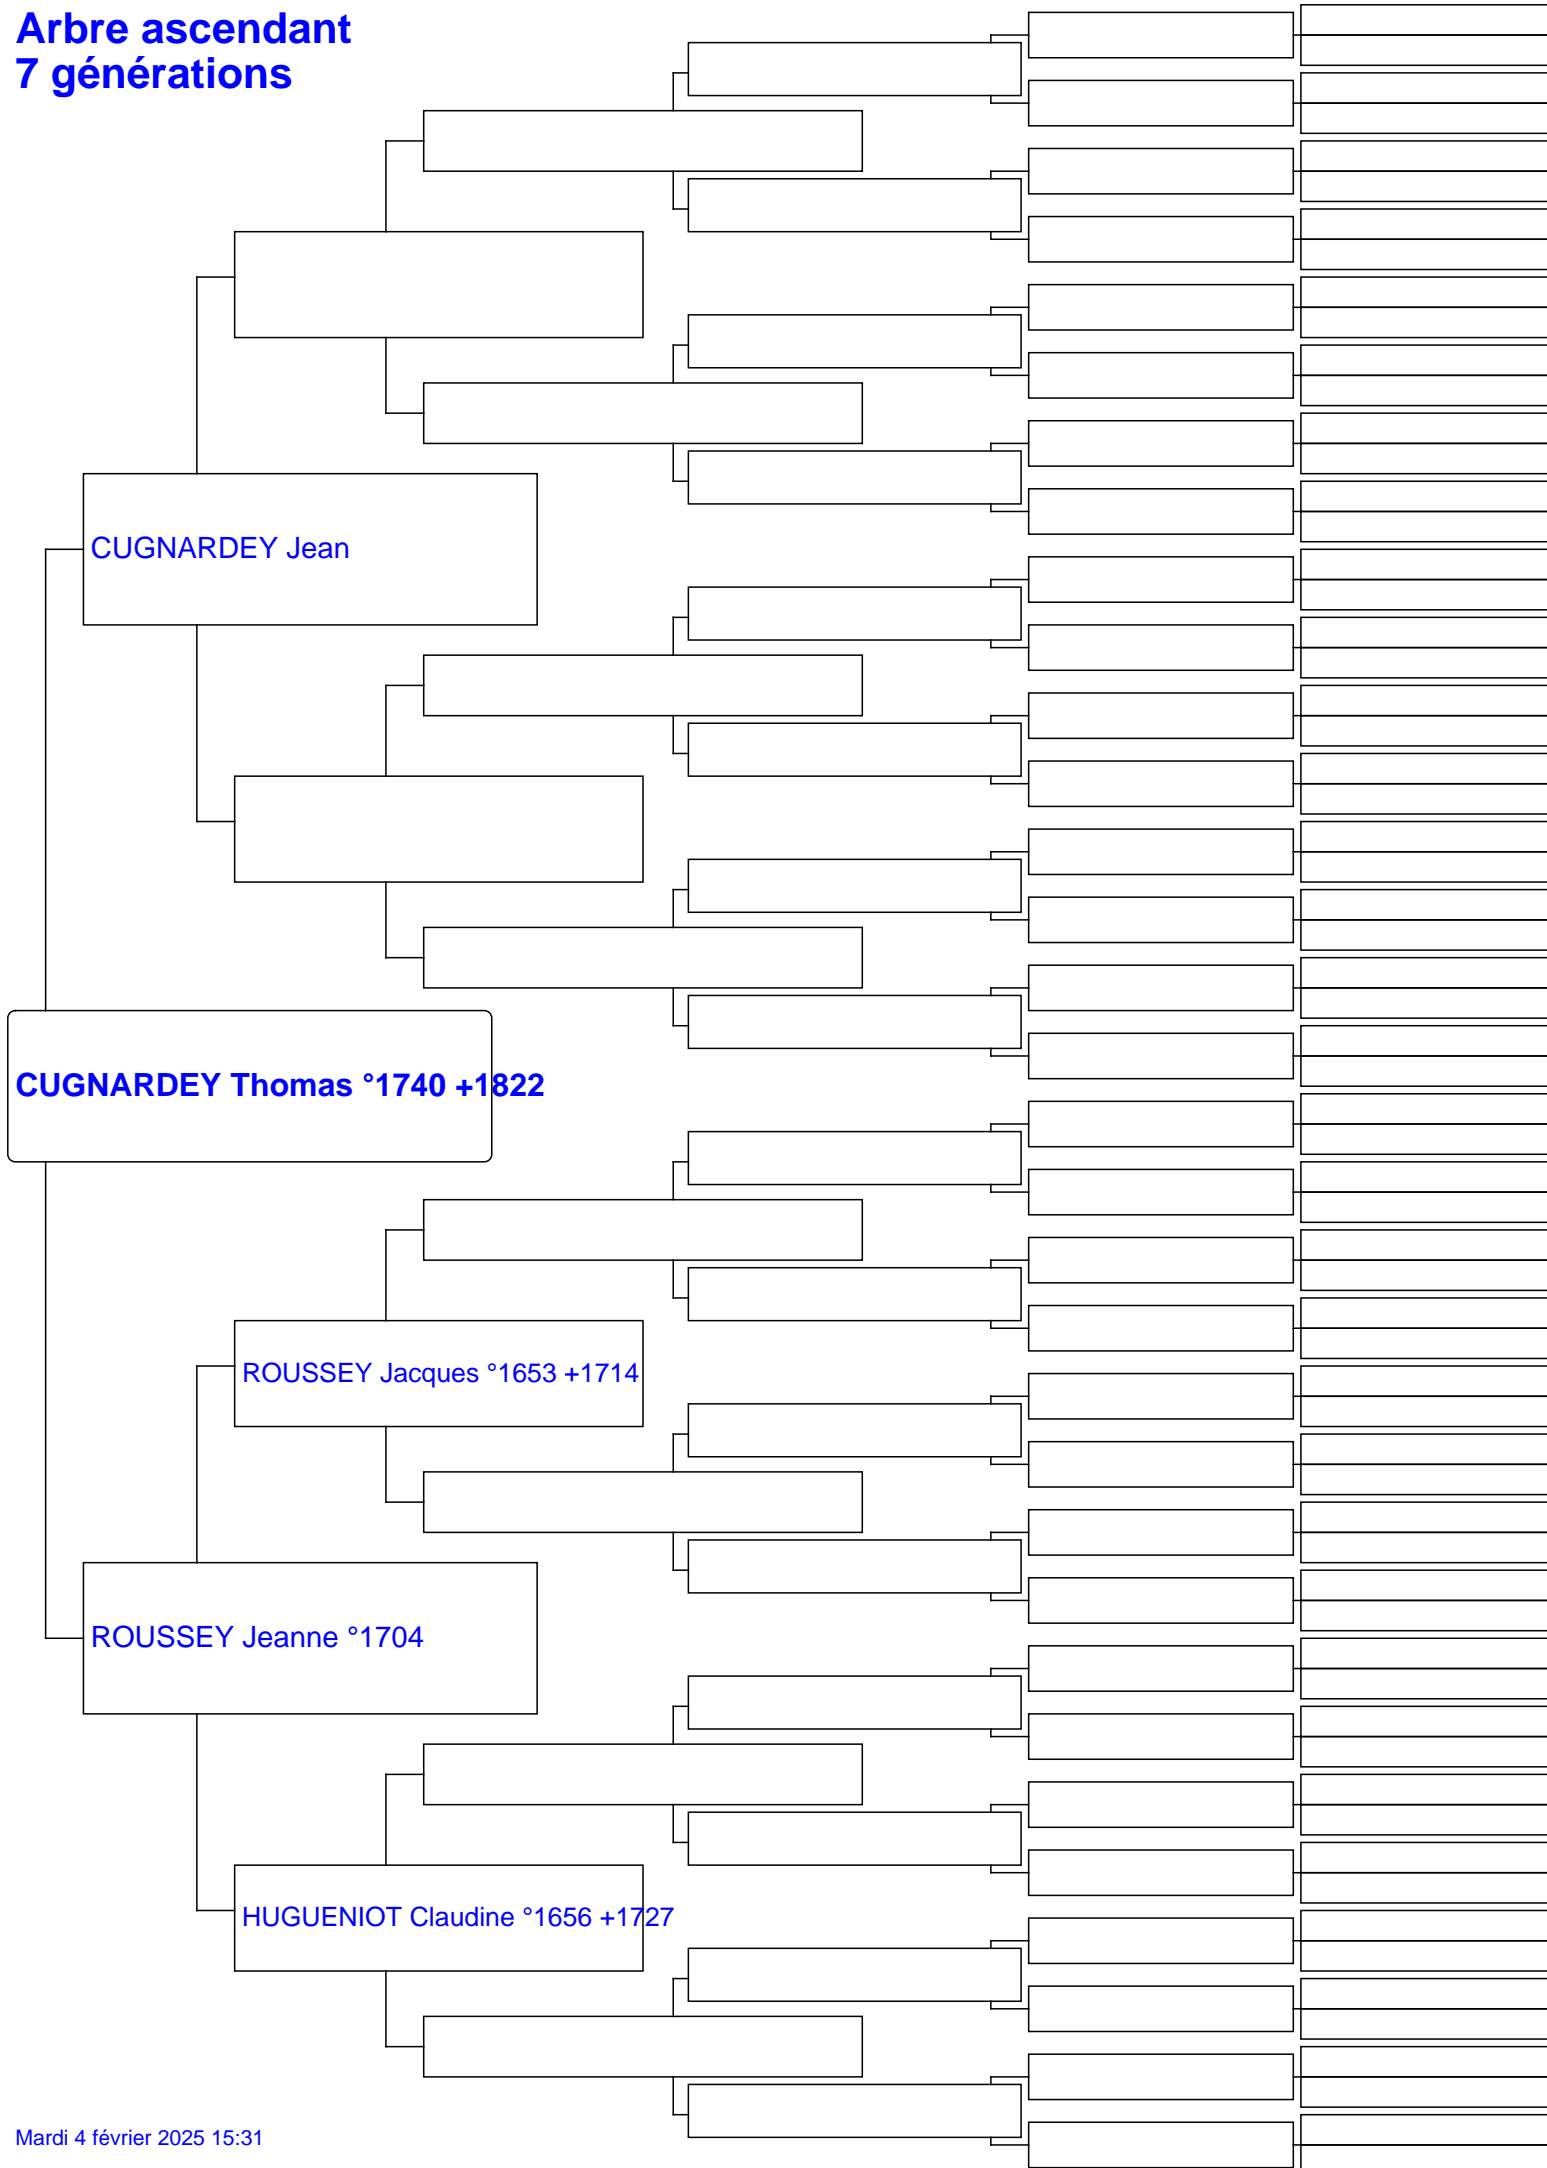 Arbre ascendant
7 générations
CUGNARDEY Jean
CUGNARDEY Thomas °1740 +1822
ROUSSEY Jacques °1653 +1714
ROUSSEY Jeanne °1704
HUGUENIOT Claudine °1656 +1727
Mardi 4 février 2025 15:31